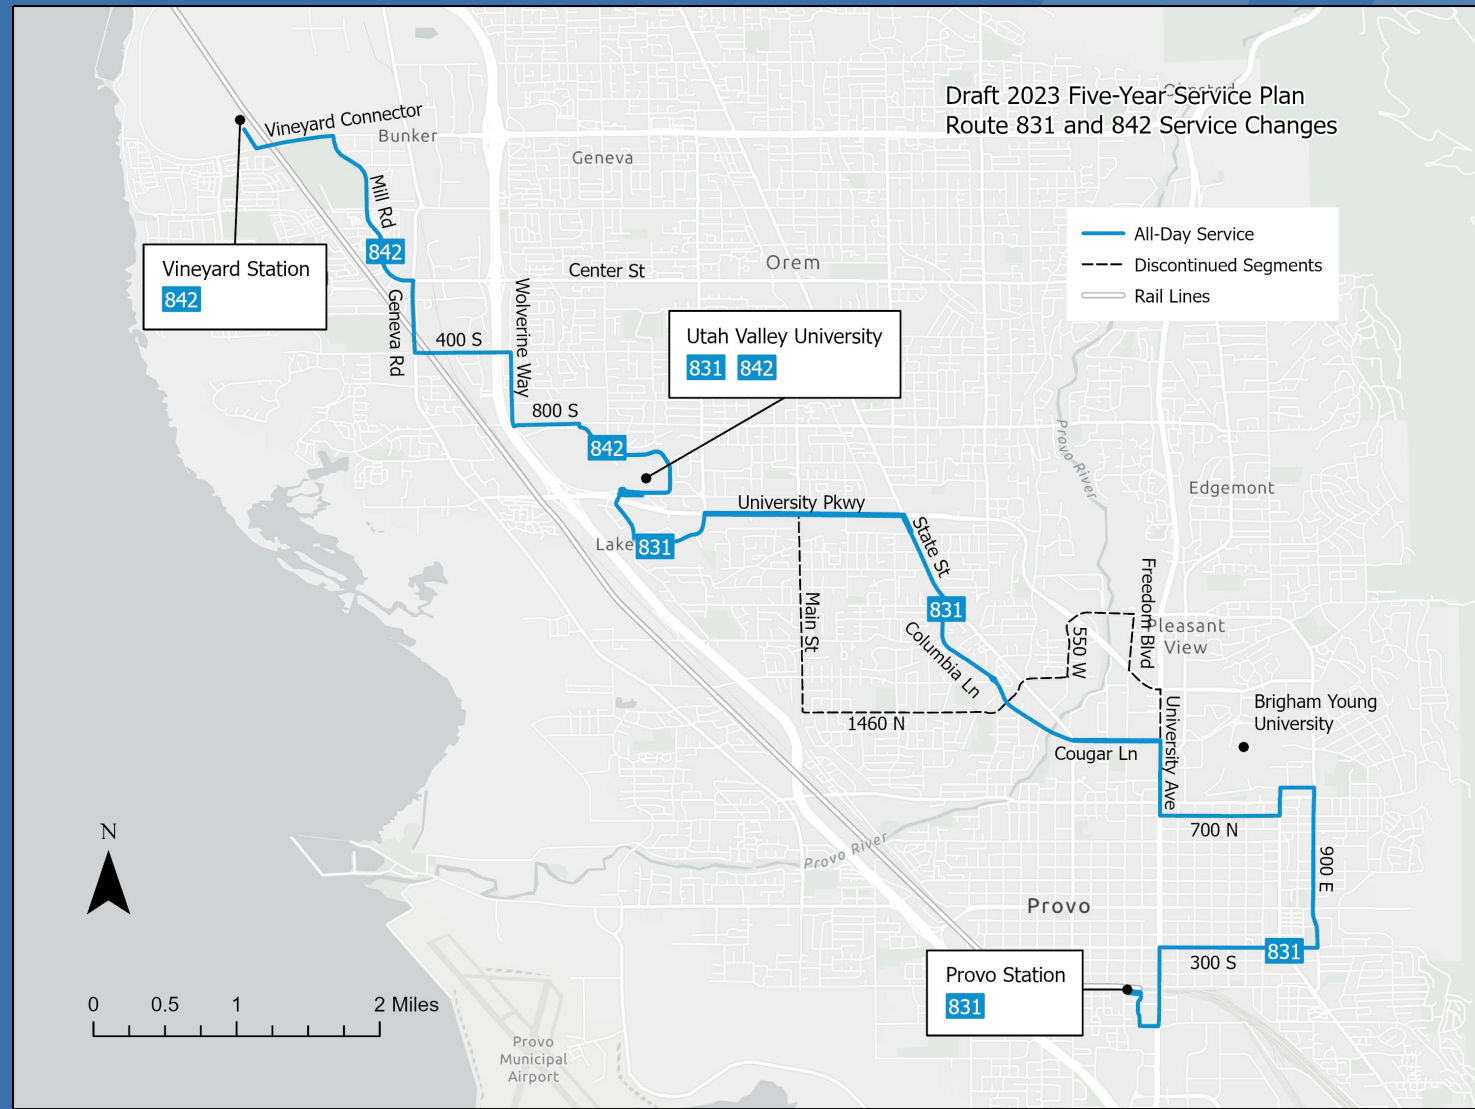 Draft 2023 Five-Year Service Plan
Route 831 and 842 Service Changes
All-Day Service
Discontinued Segments
Rail Lines
Vineyard Connector
Bunker
Geneva
Mill Rd
842
Vineyard Station
842
Center St
Orem
Geneva Rd
Wolverine Way
400 S
Utah Valley University
831 842
800 S
842
Provo River
Edgemont
University Pkwy
Lake
831
State St
Main St
831
Columbia Ln
550 W
Freedom Blvd
Pleasant
View
1460 N
University Ave
Brigham Young
University
Cougar Ln
700 N
N
Provo River
900 E
Provo
831
300 S
Provo Station
831
0 0.5 1 2 Miles
Provo
Municipal
Airport